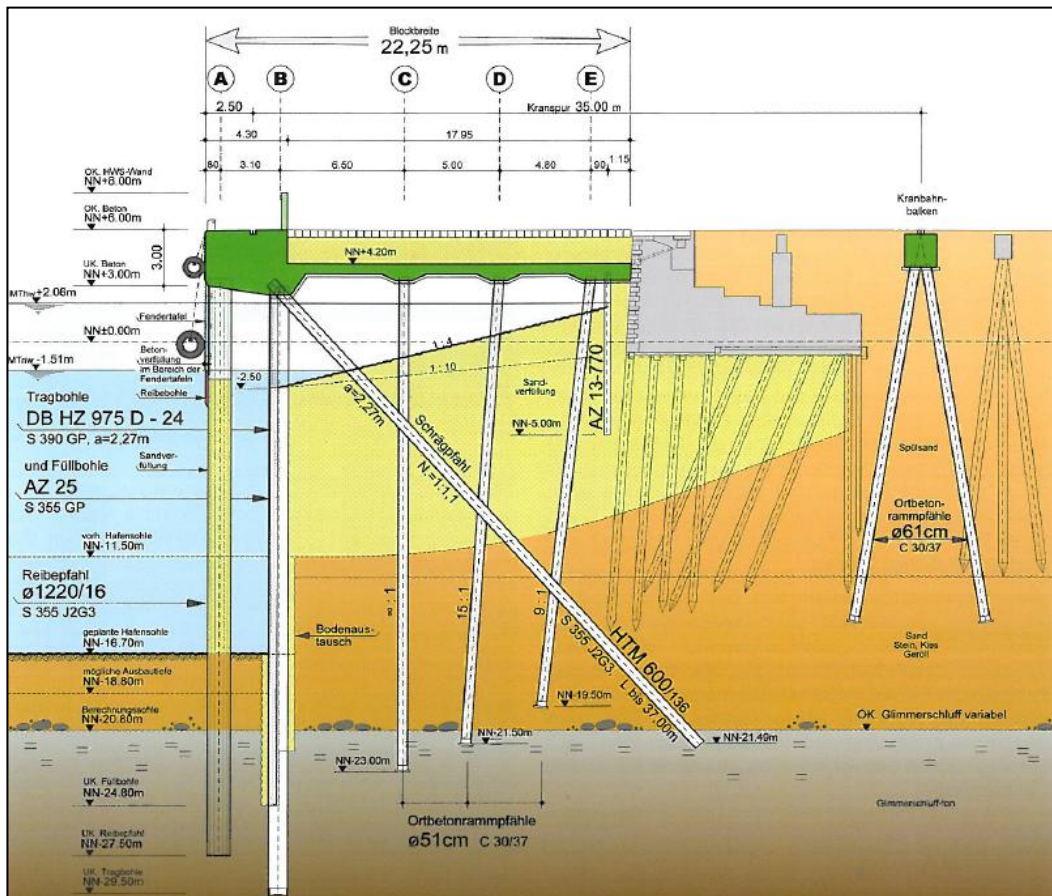 Blockbreite
22,25 m
A
B
C
D
E
2.50
Kranspur 35.00 m
4.30
17.95
80
3.10
6.50
5.00
4.80
90
1.15
OK. HWS-Wand
NN+8.00m
OK. Beton
NN+6.00m
3.00
UK. Beton
NN+3.00m
NN+4.20m
Kranbahn-
balken
MThw +2.06m
Fendertafel
NN±0.00m
MTnw -1.51m
Beton-
verfüllung
im Bereich der
Fendertafeln
Reibebohle
-2.50
1 : 4
1 : 10
a=2,27m
Sand-
verfüllung
NN-5.00m
AZ 13-770
Tragbohle
DB HZ 975 D - 24
S 390 GP, a=2,27m
und Füllbohle
Sandver-
füllung
AZ 25
S 355 GP
Schrägpfahl
N.=1:1.1
Spülsand
Ortbeton-
rammpfähle
ø61cm
C 30/37
vorh. Hafensohle
NN-11,50m
Reibepfahl
ø1220/16
S 355 J2G3
∞ : 1
15 : 1
9 : 1
Bodenaus-
tausch
geplante Hafensohle
NN-16.70m
HTM 600/136
S 355 J2G3, L bis 37.00m
Sand
Stein, Kies
Geröll
mögliche Ausbautiefe
NN-18.80m
NN-19.50m
Berechnungssohle
NN-20.80m
OK. Glimmerschluff variabel
NN-21.50m
NN-21.49m
NN-23.00m
UK. Füllbohle
NN-24.80m
Glimmerschluff-ton
Ortbetonrammpfähle
ø51cm C 30/37
UK. Reibepfahl
NN-27.50m
UK. Tragbohle
NN-29.50m